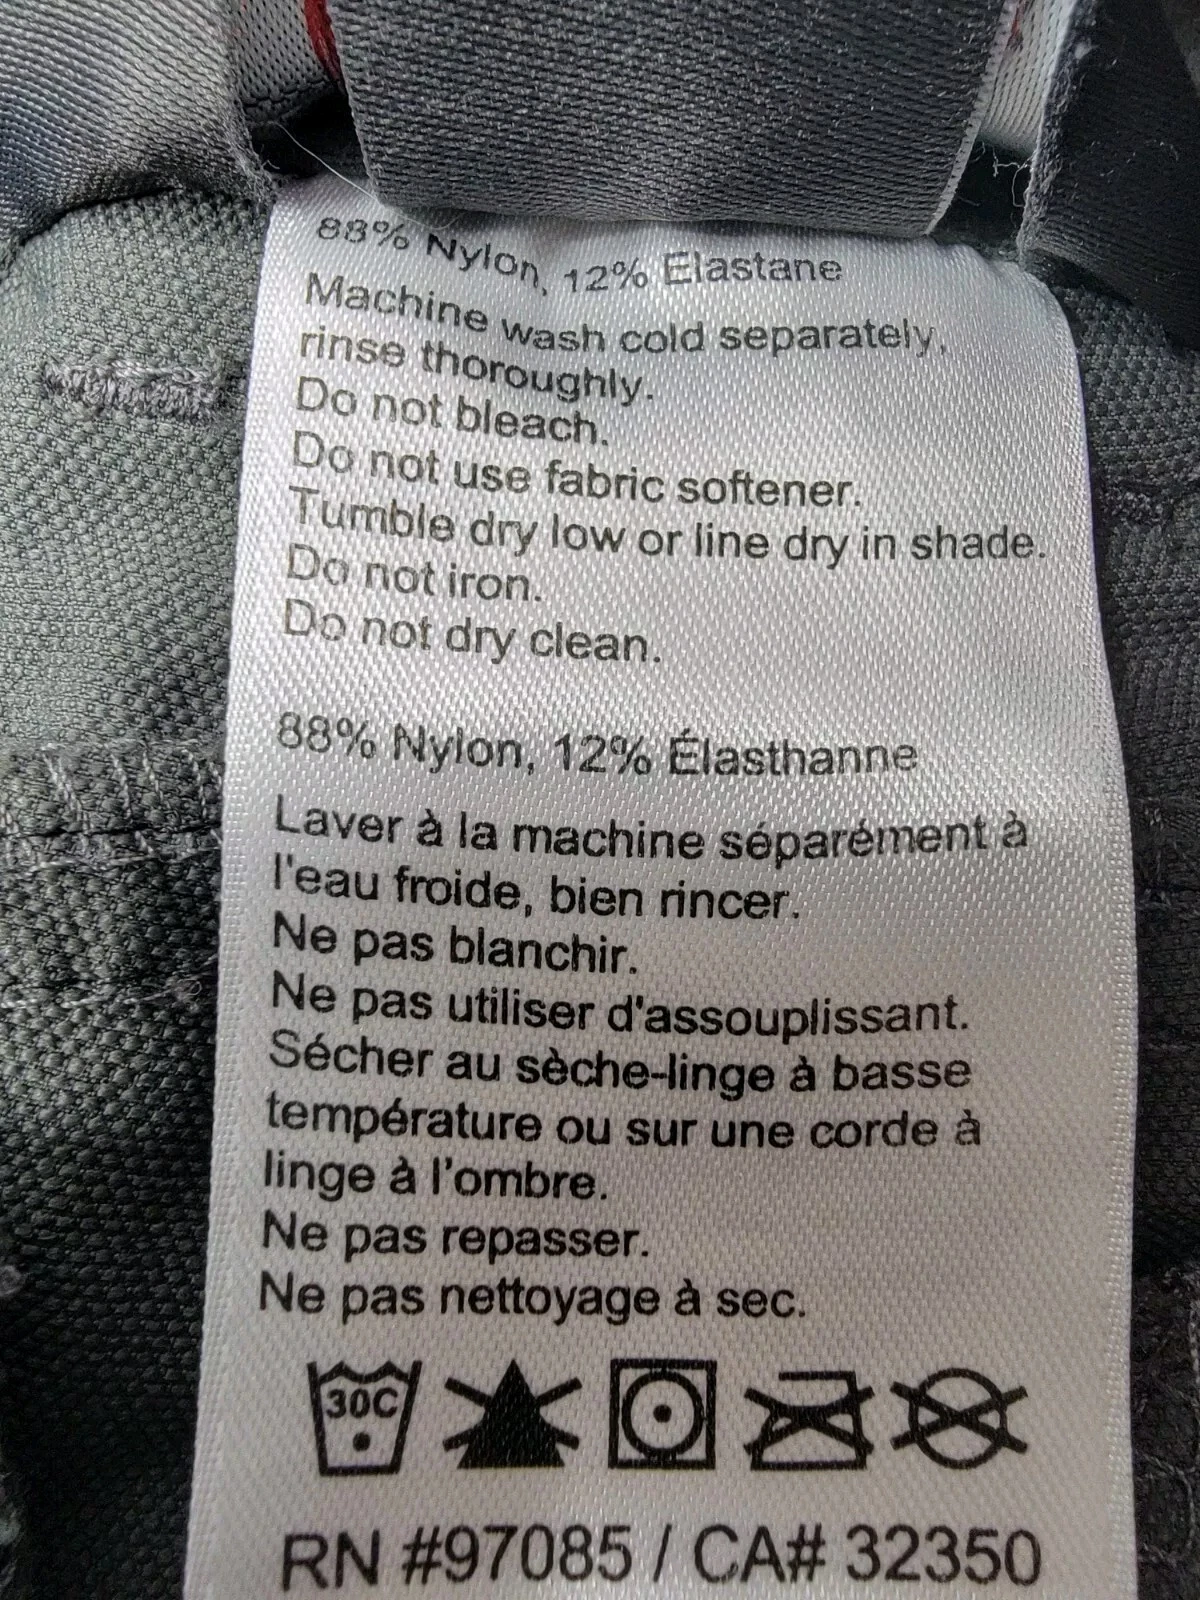 88% Nylon, 12% Elastane
Machine wash cold separately,
rinse thoroughly.
Do not bleach.
Do not use fabric softener.
Tumble dry low or line dry in shade.
Do not iron.
Do not dry clean.
88% Nylon, 12% Élasthanne
Laver à la machine séparément à
l'eau froide, bien rincer.
Ne pas blanchir.
Ne pas utiliser d'assouplissant.
Sécher au sèche-linge à basse
température ou sur une corde à
linge à l'ombre.
Ne pas repasser.
Ne pas nettoyage à sec.
30C
RN #97085 / CA# 32350